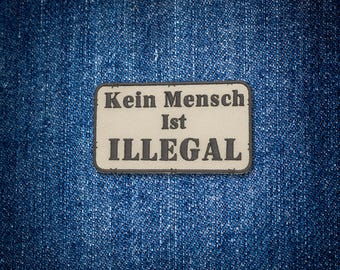 Kein Mensch
Ist
ILLEGAL